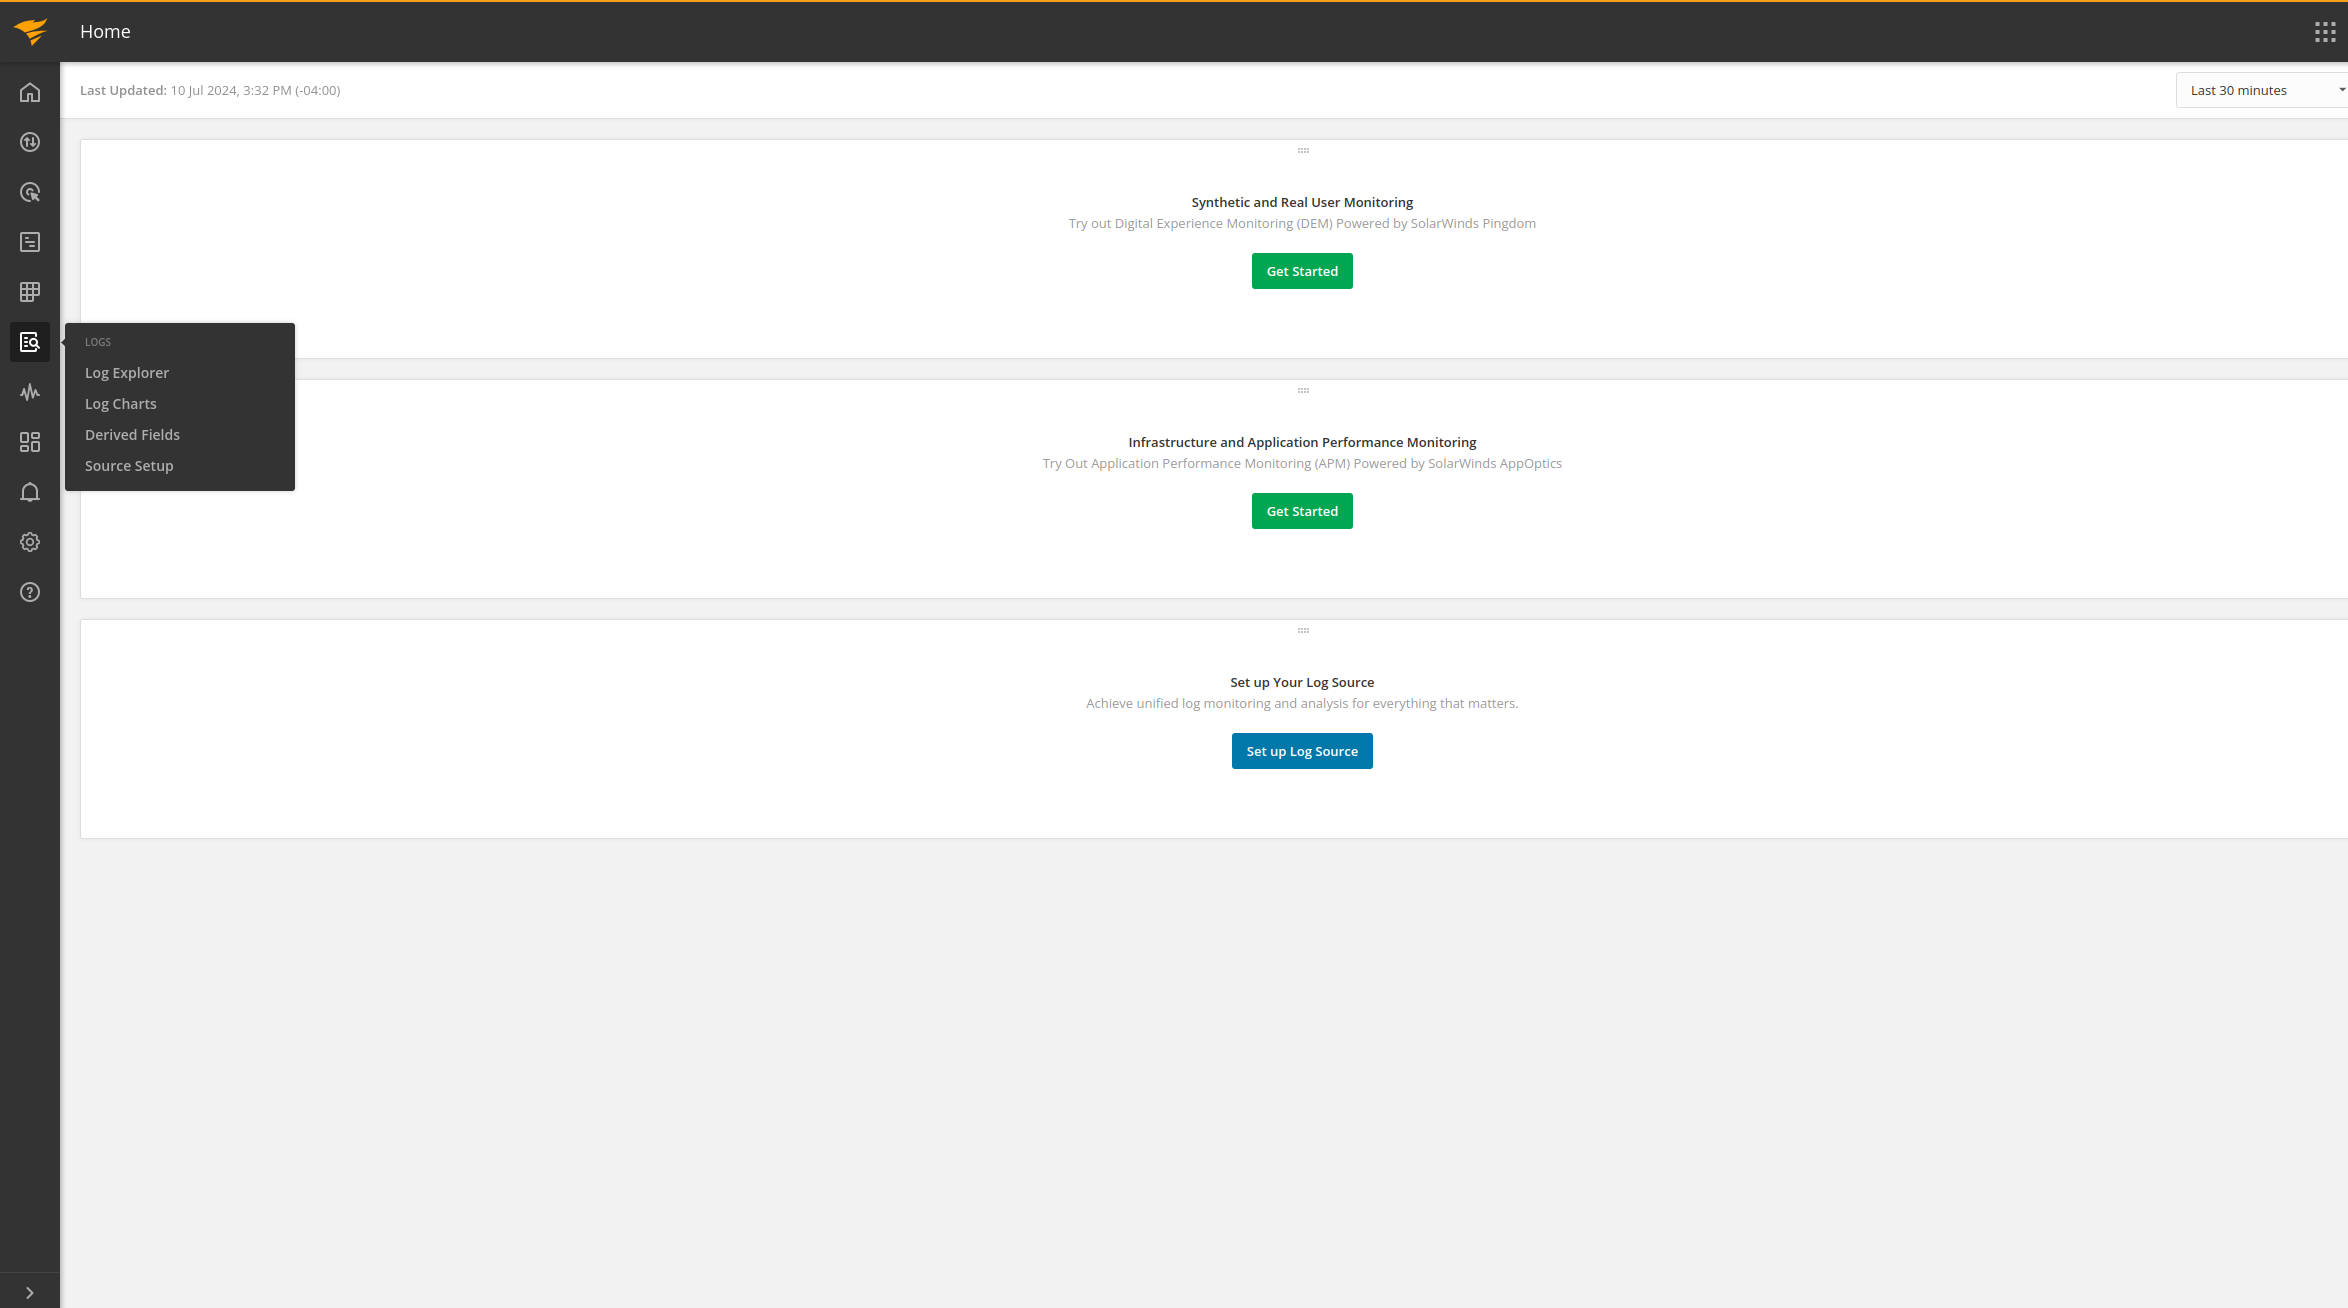 Home
Last Updated: 10 Jul 2024, 3:32 PM (-04:00)
Last 30 minutes
Synthetic and Real User Monitoring
Try out Digital Experience Monitoring (DEM) Powered by SolarWinds Pingdom
Get Started
LOGS
Log Explorer
Log Charts
Derived Fields
Source Setup
Infrastructure and Application Performance Monitoring
Try Out Application Performance Monitoring (APM) Powered by SolarWinds AppOptics
Get Started
Set up Your Log Source
Achieve unified log monitoring and analysis for everything that matters.
Set up Log Source